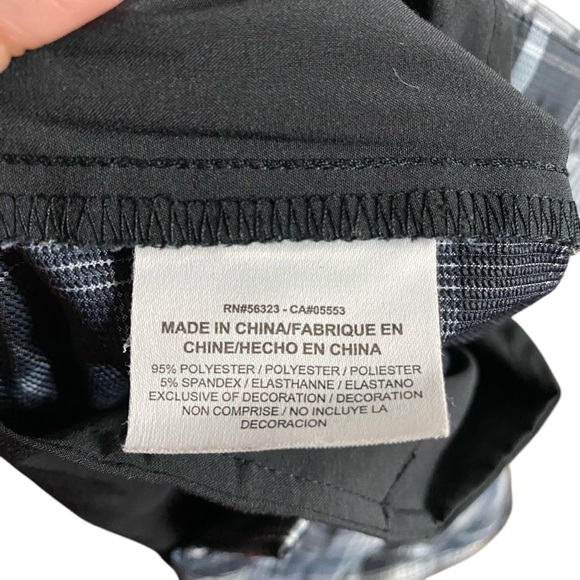 RN#56323 - CA#05553
MADE IN CHINA/FABRIQUE EN
CHINE/HECHO EN CHINA
95% POLYESTER / POLYESTER / POLIESTER
5% SPANDEX / ELASTHANNE / ELASTANO
EXCLUSIVE OF DECORATION / DECORATION
NON COMPRISE / NO INCLUYE LA
DECORACION